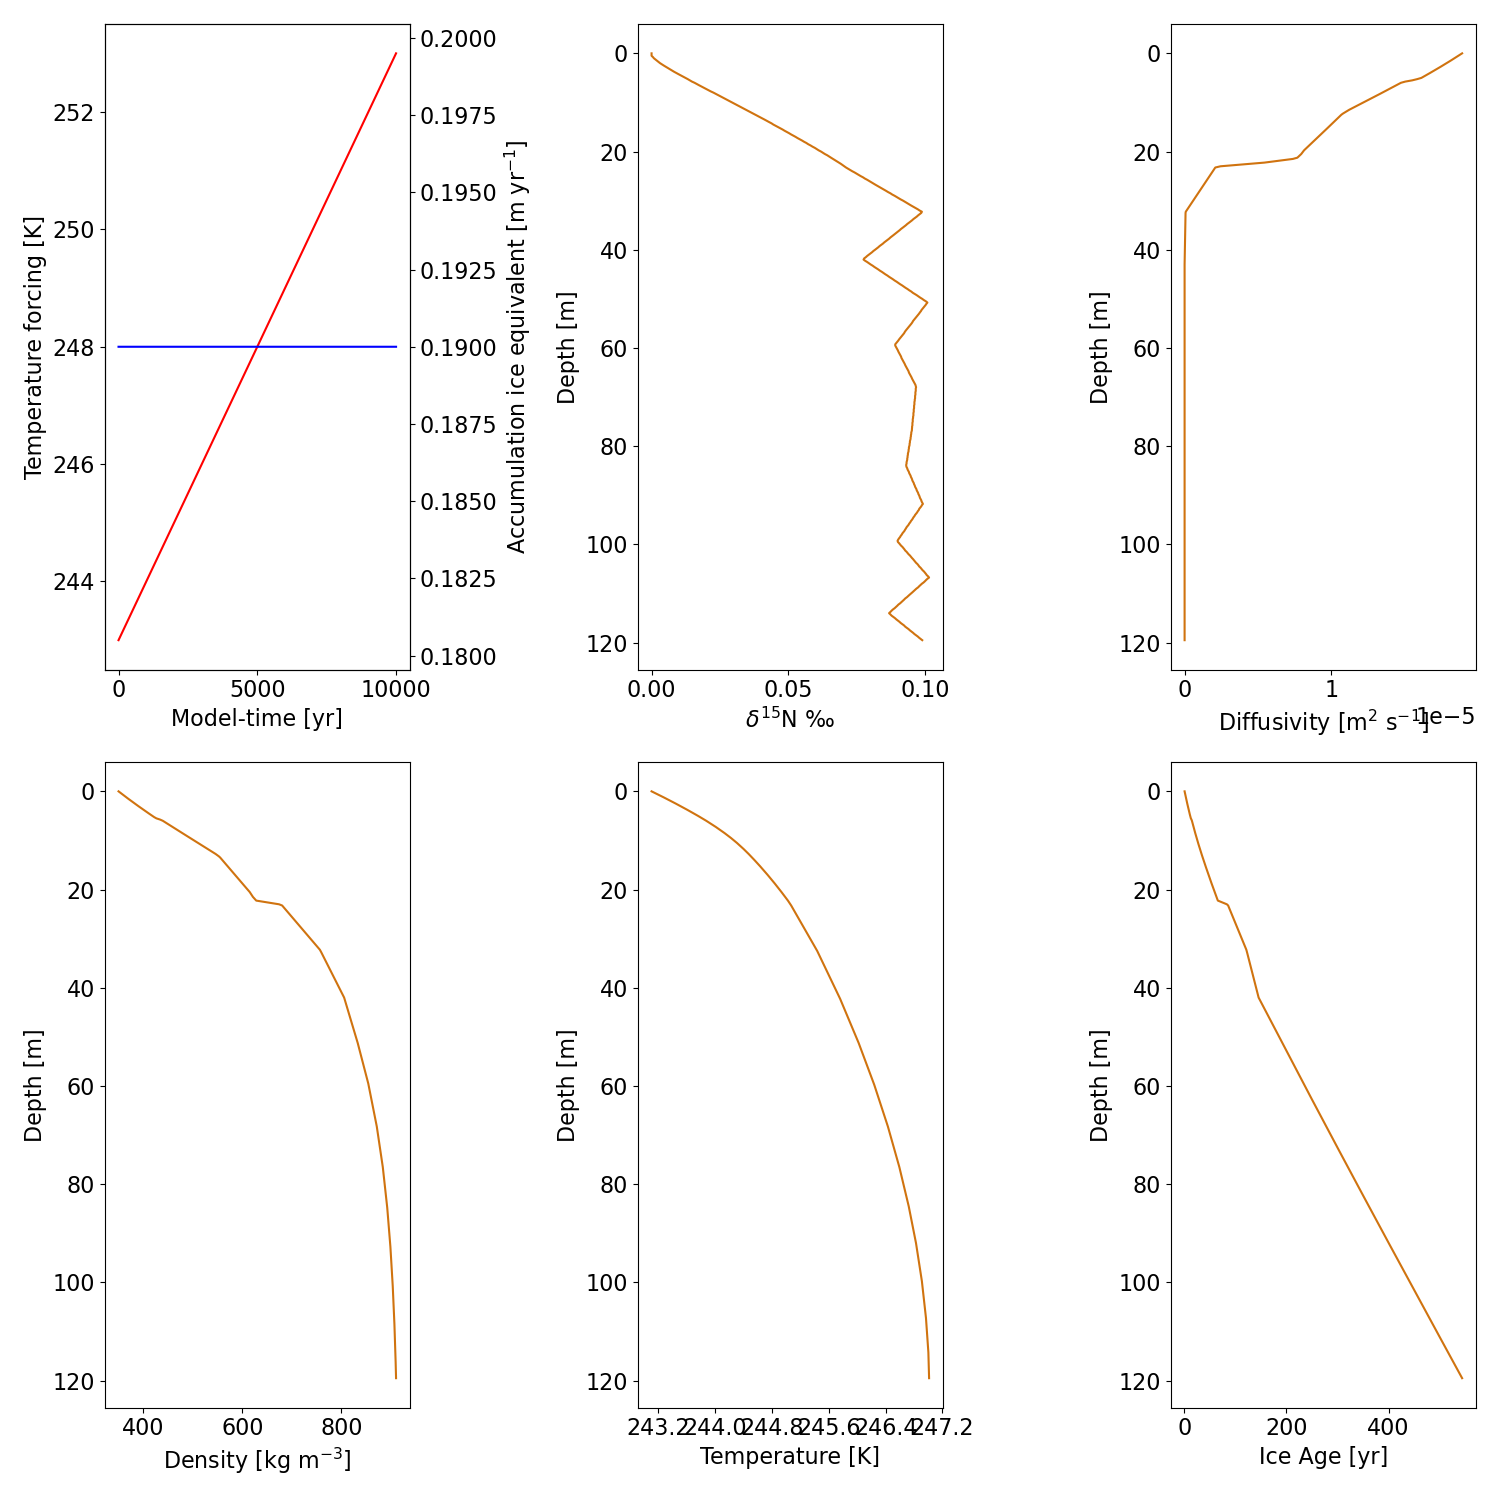 252
250
248
246
244
Temperature forcing [K]
0 5000 10000
Model-time [yr]
0.2000
0.1975
0.1950
0.1925
0.1900
0.1875
0.1850
0.1825
0.1800
Accumulation ice equivalent [m yr⁻¹]
0
20
40
60
80
100
120
Depth [m]
0.00 0.05 0.10
δ¹⁵N ‰
0
20
40
60
80
100
120
Depth [m]
0 1
1e−5
Diffusivity [m² s⁻¹]
0
20
40
60
80
100
120
Depth [m]
400 600 800
Density [kg m⁻³]
0
20
40
60
80
100
120
Depth [m]
243.2 244.0 244.8 245.6 246.4 247.2
Temperature [K]
0
20
40
60
80
100
120
Depth [m]
0 200 400
Ice Age [yr]